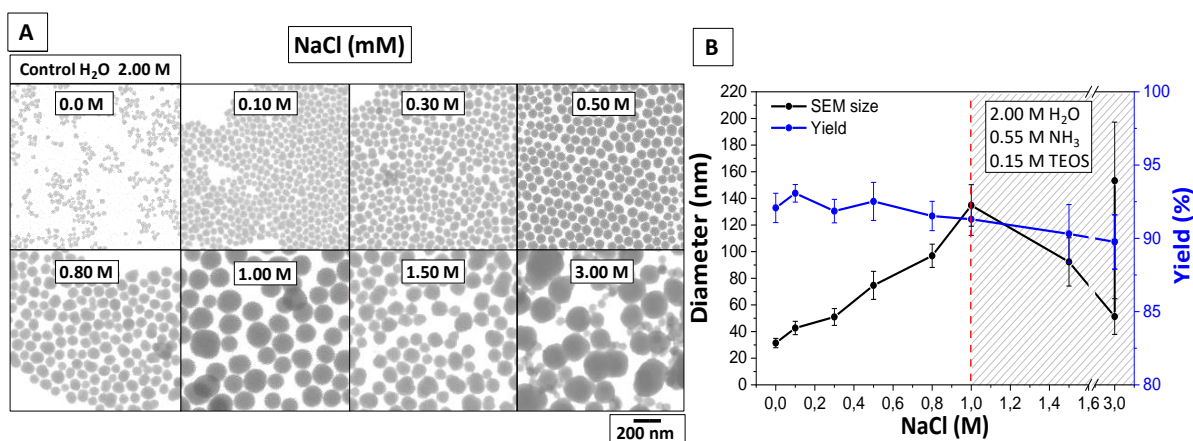 A
NaCl (mM)
Control H₂O 2.00 M
0.0 M
0.10 M
0.30 M
0.50 M
0.80 M
1.00 M
1.50 M
3.00 M
200 nm
B
SEM size
Yield
2.00 M H₂O
0.55 M NH₃
0.15 M TEOS
Diameter (nm)
220
200
180
160
140
120
100
80
60
40
20
0
0,0 0,2 0,4 0,6 0,8 1,0 1,2 1,4 1,6 3,0
NaCl (M)
100
95
90
85
80
Yield (%)